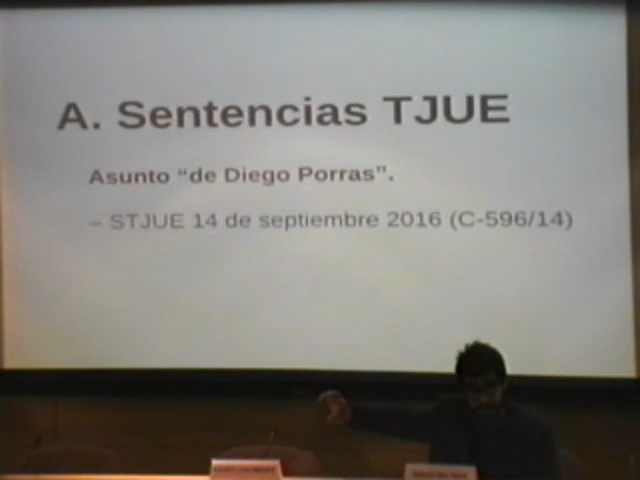 A. Sentencias TJUE
Asunto “de Diego Porras”.
– STJUE 14 de septiembre 2016 (C-596/14)